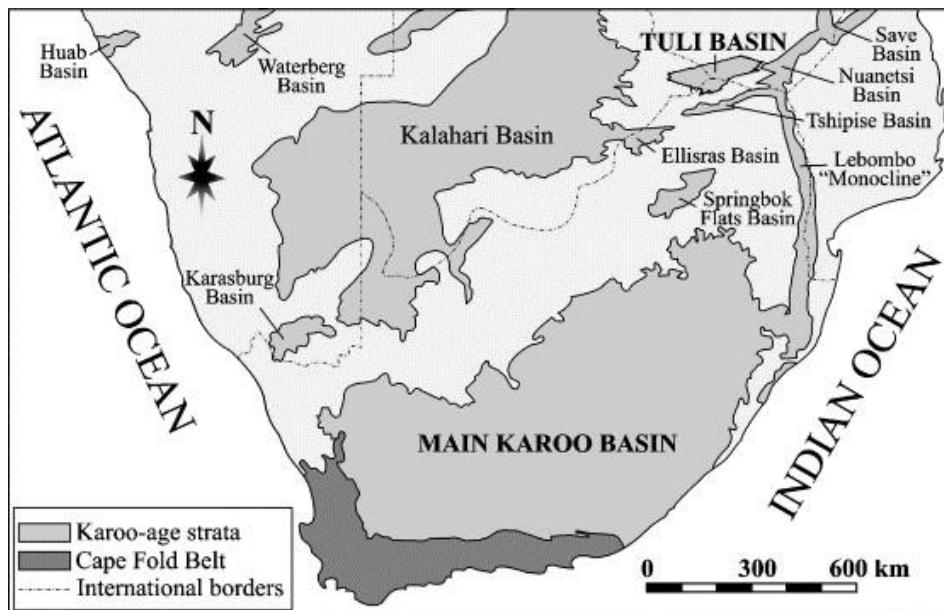 Huab
Basin
Waterberg
Basin
TULI BASIN
Save
Basin
Nuanetsi
Basin
Tshipise Basin
N
Kalahari Basin
Ellisras Basin
Lebombo
“Monocline”
Springbok
Flats Basin
ATLANTIC OCEAN
Karasburg
Basin
INDIAN OCEAN
MAIN KAROO BASIN
Karoo-age strata
Cape Fold Belt
International borders
0 300 600 km